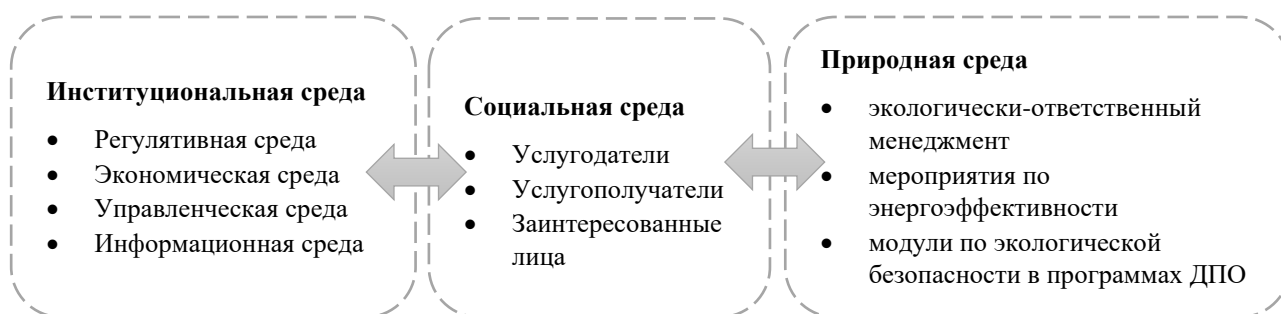 Институциональная среда
• Регулятивная среда
• Экономическая среда
• Управленческая среда
• Информационная среда
Социальная среда
• Услугодатели
• Услугополучатели
• Заинтересованные
лица
Природная среда
• экологически-ответственный
менеджмент
• мероприятия по
энергоэффективности
• модули по экологической
безопасности в программах ДПО